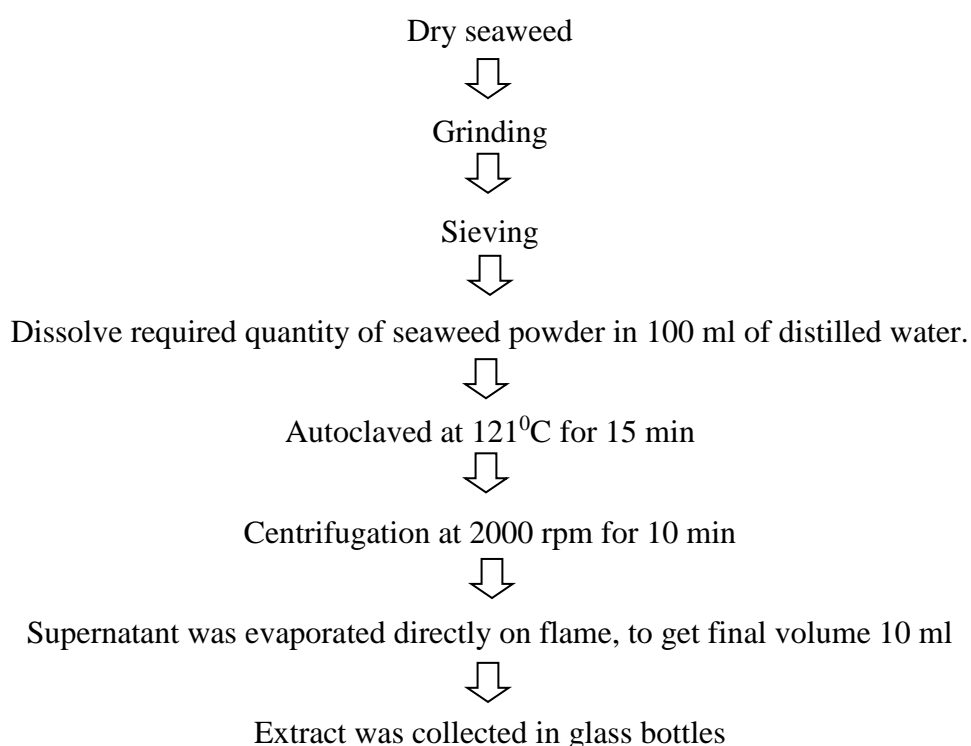 Dry seaweed
Grinding
Sieving
Dissolve required quantity of seaweed powder in 100 ml of distilled water.
Autoclaved at 121⁰C for 15 min
Centrifugation at 2000 rpm for 10 min
Supernatant was evaporated directly on flame, to get final volume 10 ml
Extract was collected in glass bottles